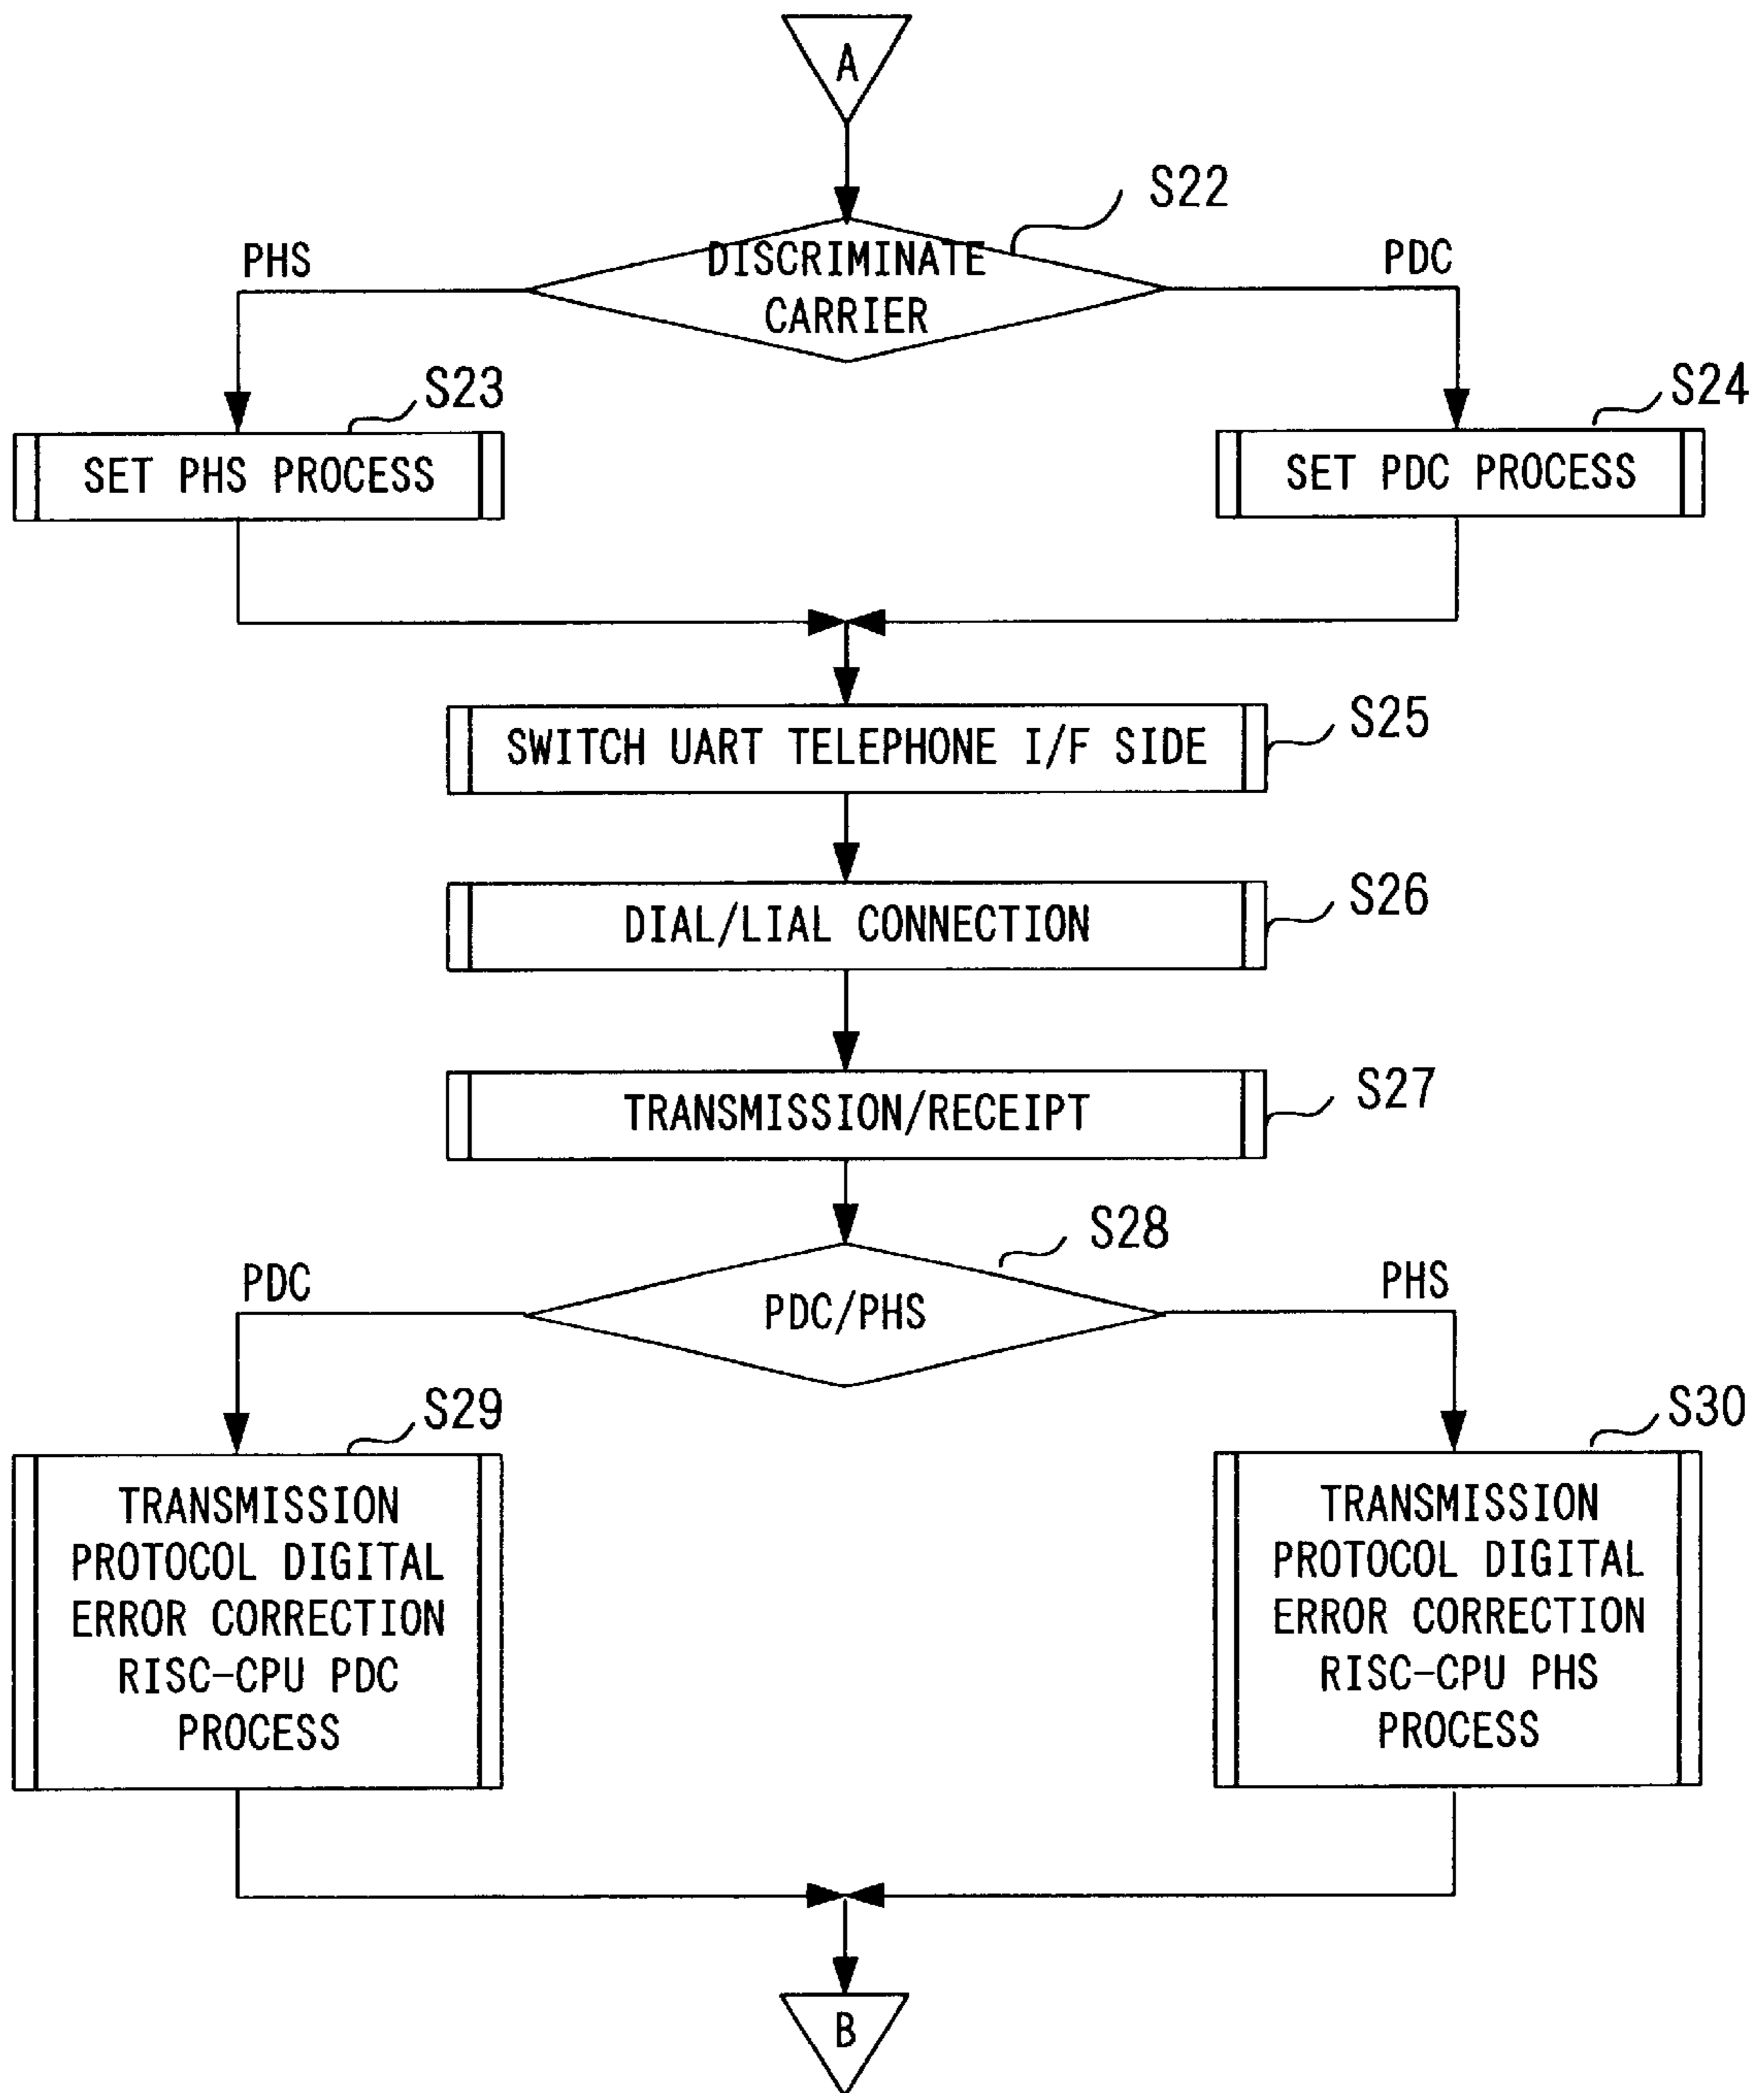 A
S22
PHS
DISCRIMINATE
CARRIER
PDC
S23
S24
SET PHS PROCESS
SET PDC PROCESS
S25
SWITCH UART TELEPHONE I/F SIDE
S26
DIAL/LIAL CONNECTION
S27
TRANSMISSION/RECEIPT
S28
PDC
PDC/PHS
PHS
S29
S30
TRANSMISSION
PROTOCOL DIGITAL
ERROR CORRECTION
RISC-CPU PDC
PROCESS
TRANSMISSION
PROTOCOL DIGITAL
ERROR CORRECTION
RISC-CPU PHS
PROCESS
B